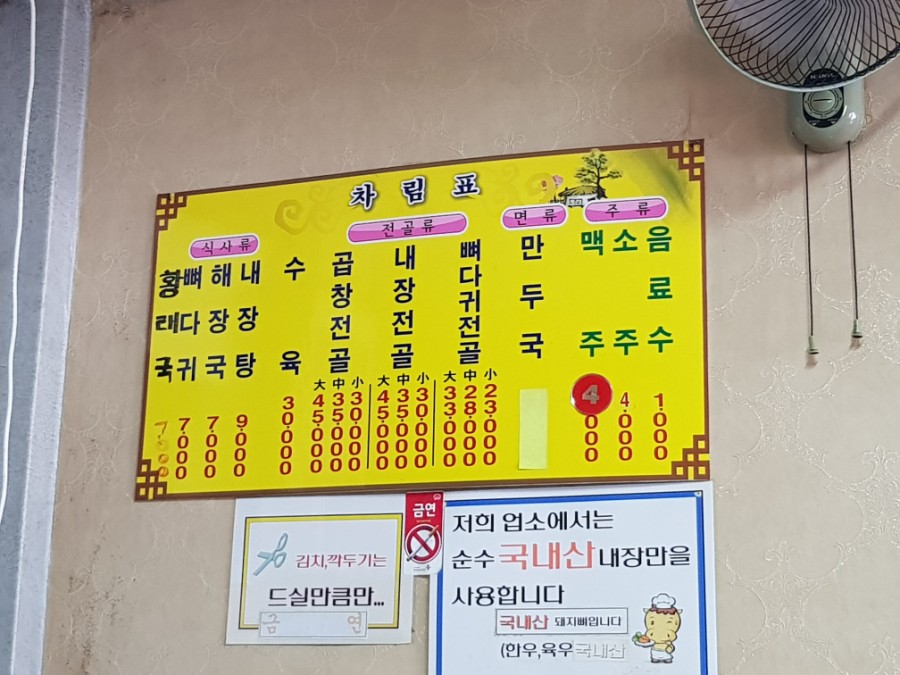 차림표
식사류
황래국 7,000
뼈다귀 7,000
해장국 7,000
내장탕 9,000
수육 30,000
전골류
곱창전골 大 45,000 中 35,000 小 30,000
내장전골 大 45,000 中 35,000 小 30,000
뼈다귀전골 大 33,000 中 28,000 小 23,000
면류
만두국
주류
맥주 4,000
소주 4,000
음료수 1,000
김치,깍두기는
드실만큼만...
금연
금연
저희 업소에서는
순수 국내산 내장만을
사용합니다
국내산 돼지뼈입니다
(한우,육우 국내산